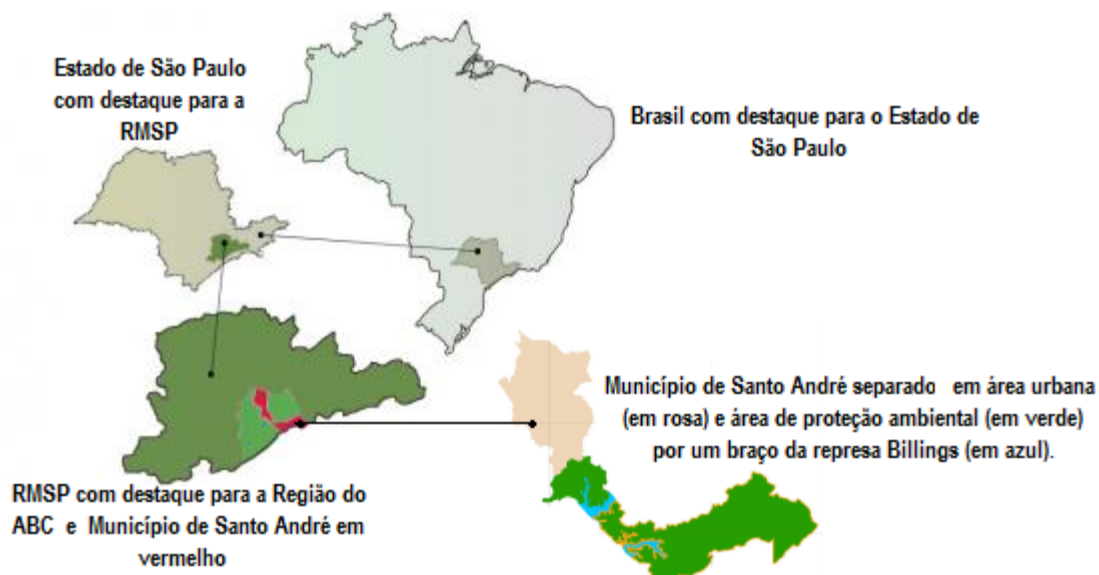 Estado de São Paulo
com destaque para a
RMSP
Brasil com destaque para o Estado de
São Paulo
Município de Santo André separado em área urbana
(em rosa) e área de proteção ambiental (em verde)
por um braço da represa Billings (em azul).
RMSP com destaque para a Região do
ABC e Município de Santo André em
vermelho